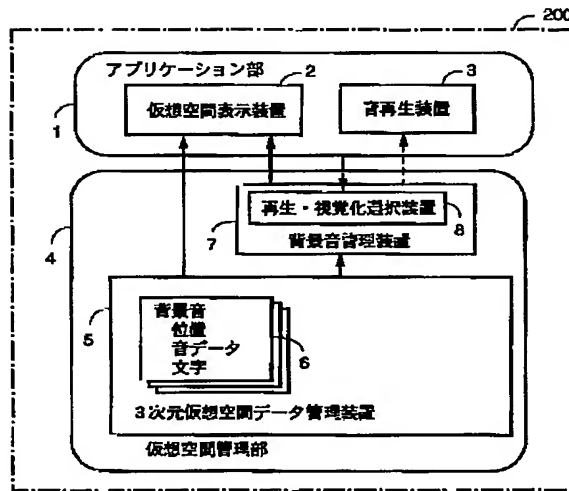 200
アプリケーション部
2
3
仮想空間表示装置
音再生装置
1
再生・視覚化選択装置
8
7
背景音管理装置
4
5
背景音
位置
音データ
文字
6
3次元仮想空間データ管理装置
仮想空間管理部